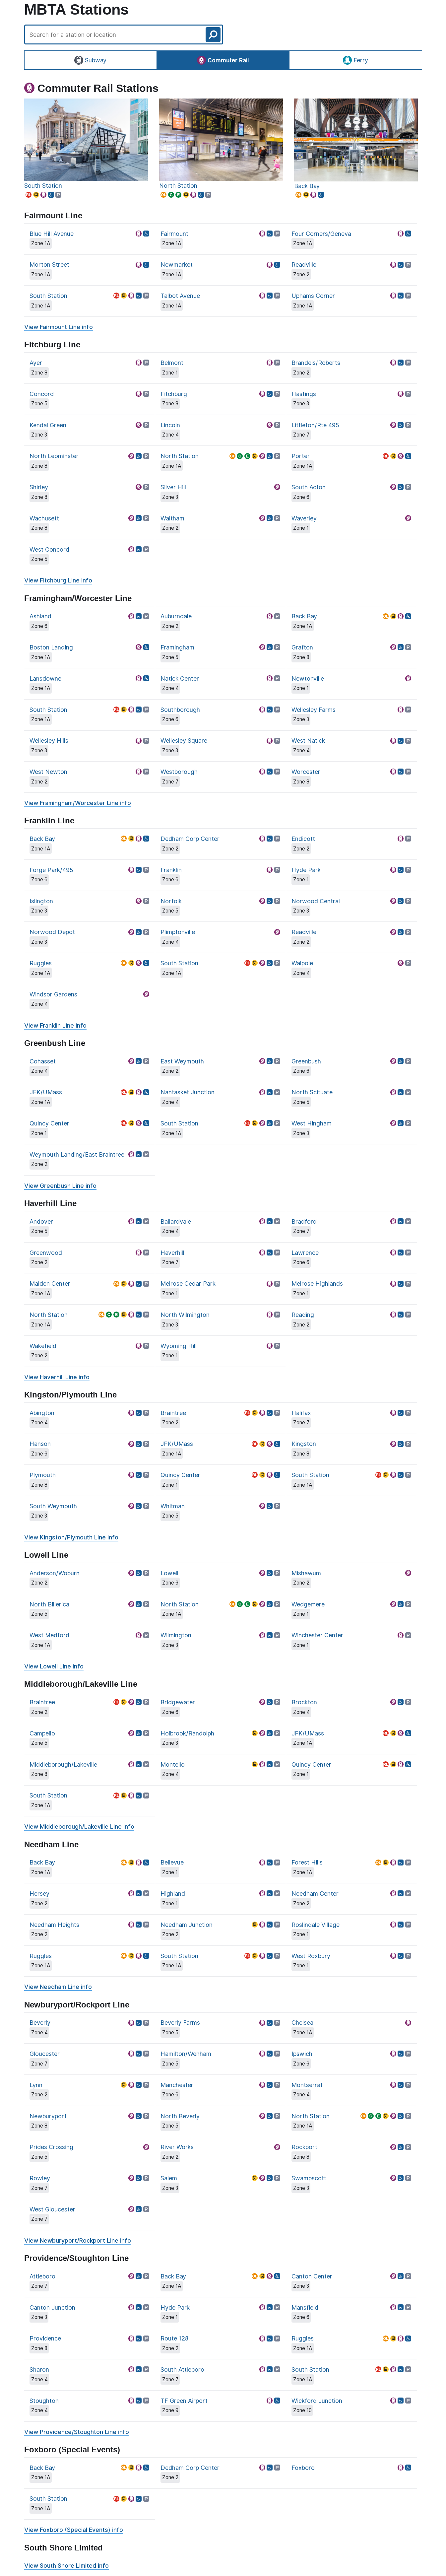 MBTA Stations
Search for a station or location
Subway
Commuter Rail
Ferry
Commuter Rail Stations
South Station
North Station
Back Bay
Fairmount Line
Blue Hill Avenue
Zone 1A
Fairmount
Zone 1A
Four Corners/Geneva
Zone 1A
Morton Street
Zone 1A
Newmarket
Zone 1A
Readville
Zone 2
South Station
Zone 1A
Talbot Avenue
Zone 1A
Uphams Corner
Zone 1A
View Fairmount Line info
Fitchburg Line
Ayer
Zone 8
Belmont
Zone 1
Brandeis/Roberts
Zone 2
Concord
Zone 5
Fitchburg
Zone 8
Hastings
Zone 3
Kendal Green
Zone 3
Lincoln
Zone 4
Littleton/Rte 495
Zone 7
North Leominster
Zone 8
North Station
Zone 1A
Porter
Zone 1A
Shirley
Zone 8
Silver Hill
Zone 3
South Acton
Zone 6
Wachusett
Zone 8
Waltham
Zone 2
Waverley
Zone 1
West Concord
Zone 5
View Fitchburg Line info
Framingham/Worcester Line
Ashland
Zone 6
Auburndale
Zone 2
Back Bay
Zone 1A
Boston Landing
Zone 1A
Framingham
Zone 5
Grafton
Zone 8
Lansdowne
Zone 1A
Natick Center
Zone 4
Newtonville
Zone 1
South Station
Zone 1A
Southborough
Zone 6
Wellesley Farms
Zone 3
Wellesley Hills
Zone 3
Wellesley Square
Zone 3
West Natick
Zone 4
West Newton
Zone 2
Westborough
Zone 7
Worcester
Zone 8
View Framingham/Worcester Line info
Franklin Line
Back Bay
Zone 1A
Dedham Corp Center
Zone 2
Endicott
Zone 2
Forge Park/495
Zone 6
Franklin
Zone 6
Hyde Park
Zone 1
Islington
Zone 3
Norfolk
Zone 5
Norwood Central
Zone 3
Norwood Depot
Zone 3
Plimptonville
Zone 4
Readville
Zone 2
Ruggles
Zone 1A
South Station
Zone 1A
Walpole
Zone 4
Windsor Gardens
Zone 4
View Franklin Line info
Greenbush Line
Cohasset
Zone 4
East Weymouth
Zone 2
Greenbush
Zone 6
JFK/UMass
Zone 1A
Nantasket Junction
Zone 4
North Scituate
Zone 5
Quincy Center
Zone 1
South Station
Zone 1A
West Hingham
Zone 3
Weymouth Landing/East Braintree
Zone 2
View Greenbush Line info
Haverhill Line
Andover
Zone 5
Ballardvale
Zone 4
Bradford
Zone 7
Greenwood
Zone 2
Haverhill
Zone 7
Lawrence
Zone 6
Malden Center
Zone 1A
Melrose Cedar Park
Zone 1
Melrose Highlands
Zone 1
North Station
Zone 1A
North Wilmington
Zone 3
Reading
Zone 2
Wakefield
Zone 2
Wyoming Hill
Zone 1
View Haverhill Line info
Kingston/Plymouth Line
Abington
Zone 4
Braintree
Zone 2
Halifax
Zone 7
Hanson
Zone 6
JFK/UMass
Zone 1A
Kingston
Zone 8
Plymouth
Zone 8
Quincy Center
Zone 1
South Station
Zone 1A
South Weymouth
Zone 3
Whitman
Zone 5
View Kingston/Plymouth Line info
Lowell Line
Anderson/Woburn
Zone 2
Lowell
Zone 6
Mishawum
Zone 2
North Billerica
Zone 5
North Station
Zone 1A
Wedgemere
Zone 1
West Medford
Zone 1A
Wilmington
Zone 3
Winchester Center
Zone 1
View Lowell Line info
Middleborough/Lakeville Line
Braintree
Zone 2
Bridgewater
Zone 6
Brockton
Zone 4
Campello
Zone 5
Holbrook/Randolph
Zone 3
JFK/UMass
Zone 1A
Middleborough/Lakeville
Zone 8
Montello
Zone 4
Quincy Center
Zone 1
South Station
Zone 1A
View Middleborough/Lakeville Line info
Needham Line
Back Bay
Zone 1A
Bellevue
Zone 1
Forest Hills
Zone 1A
Hersey
Zone 2
Highland
Zone 1
Needham Center
Zone 2
Needham Heights
Zone 2
Needham Junction
Zone 2
Roslindale Village
Zone 1
Ruggles
Zone 1A
South Station
Zone 1A
West Roxbury
Zone 1
View Needham Line info
Newburyport/Rockport Line
Beverly
Zone 4
Beverly Farms
Zone 5
Chelsea
Zone 1A
Gloucester
Zone 7
Hamilton/Wenham
Zone 5
Ipswich
Zone 6
Lynn
Zone 2
Manchester
Zone 6
Montserrat
Zone 4
Newburyport
Zone 8
North Beverly
Zone 5
North Station
Zone 1A
Prides Crossing
Zone 5
River Works
Zone 2
Rockport
Zone 8
Rowley
Zone 7
Salem
Zone 3
Swampscott
Zone 3
West Gloucester
Zone 7
View Newburyport/Rockport Line info
Providence/Stoughton Line
Attleboro
Zone 7
Back Bay
Zone 1A
Canton Center
Zone 3
Canton Junction
Zone 3
Hyde Park
Zone 1
Mansfield
Zone 6
Providence
Zone 8
Route 128
Zone 2
Ruggles
Zone 1A
Sharon
Zone 4
South Attleboro
Zone 7
South Station
Zone 1A
Stoughton
Zone 4
TF Green Airport
Zone 9
Wickford Junction
Zone 10
View Providence/Stoughton Line info
Foxboro (Special Events)
Back Bay
Zone 1A
Dedham Corp Center
Zone 2
Foxboro
South Station
Zone 1A
View Foxboro (Special Events) info
South Shore Limited
View South Shore Limited info